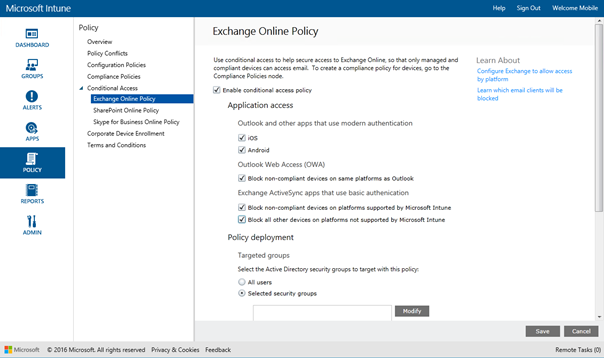 Microsoft Intune
Help
Sign Out
Welcome Mobile
DASHBOARD
GROUPS
ALERTS
APPS
POLICY
REPORTS
ADMIN
Policy
Overview
Policy Conflicts
Configuration Policies
Compliance Policies
Conditional Access
Exchange Online Policy
SharePoint Online Policy
Skype for Business Online Policy
Corporate Device Enrollment
Terms and Conditions
Exchange Online Policy
Use conditional access to help secure access to Exchange Online, so that only managed and
compliant devices can access email. To create a compliance policy for devices, go to the
Compliance Policies node.
Enable conditional access policy
Application access
Outlook and other apps that use modern authentication
iOS
Android
Outlook Web Access (OWA)
Block non-compliant devices on same platforms as Outlook
Exchange ActiveSync apps that use basic authenication
Block non-compliant devices on platforms supported by Microsoft Intune
Block all other devices on platforms not supported by Microsoft Intune
Policy deployment
Targeted groups
Select the Active Directory security groups to target with this policy:
All users
Selected security groups
Modify
Learn About
Configure Exchange to allow access
by platform
Learn which email clients will be
blocked
Save
Cancel
Microsoft
© 2016 Microsoft. All rights reserved
Privacy & Cookies
Feedback
Remote Tasks (0)